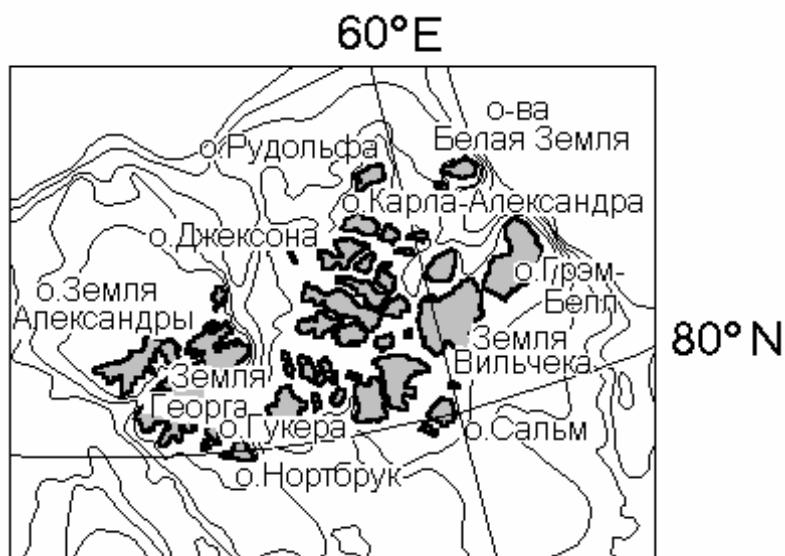 60°E
о-ва
Белая Земля
о.Рудольфа
о.Карла-Александра
о.Джексона
о.Грэм-
Белл
о.Земля
Александры
80°N
Земля
Вильчека
Земля
Георга
о.Гукера
о.Сальм
о.Нортбрук